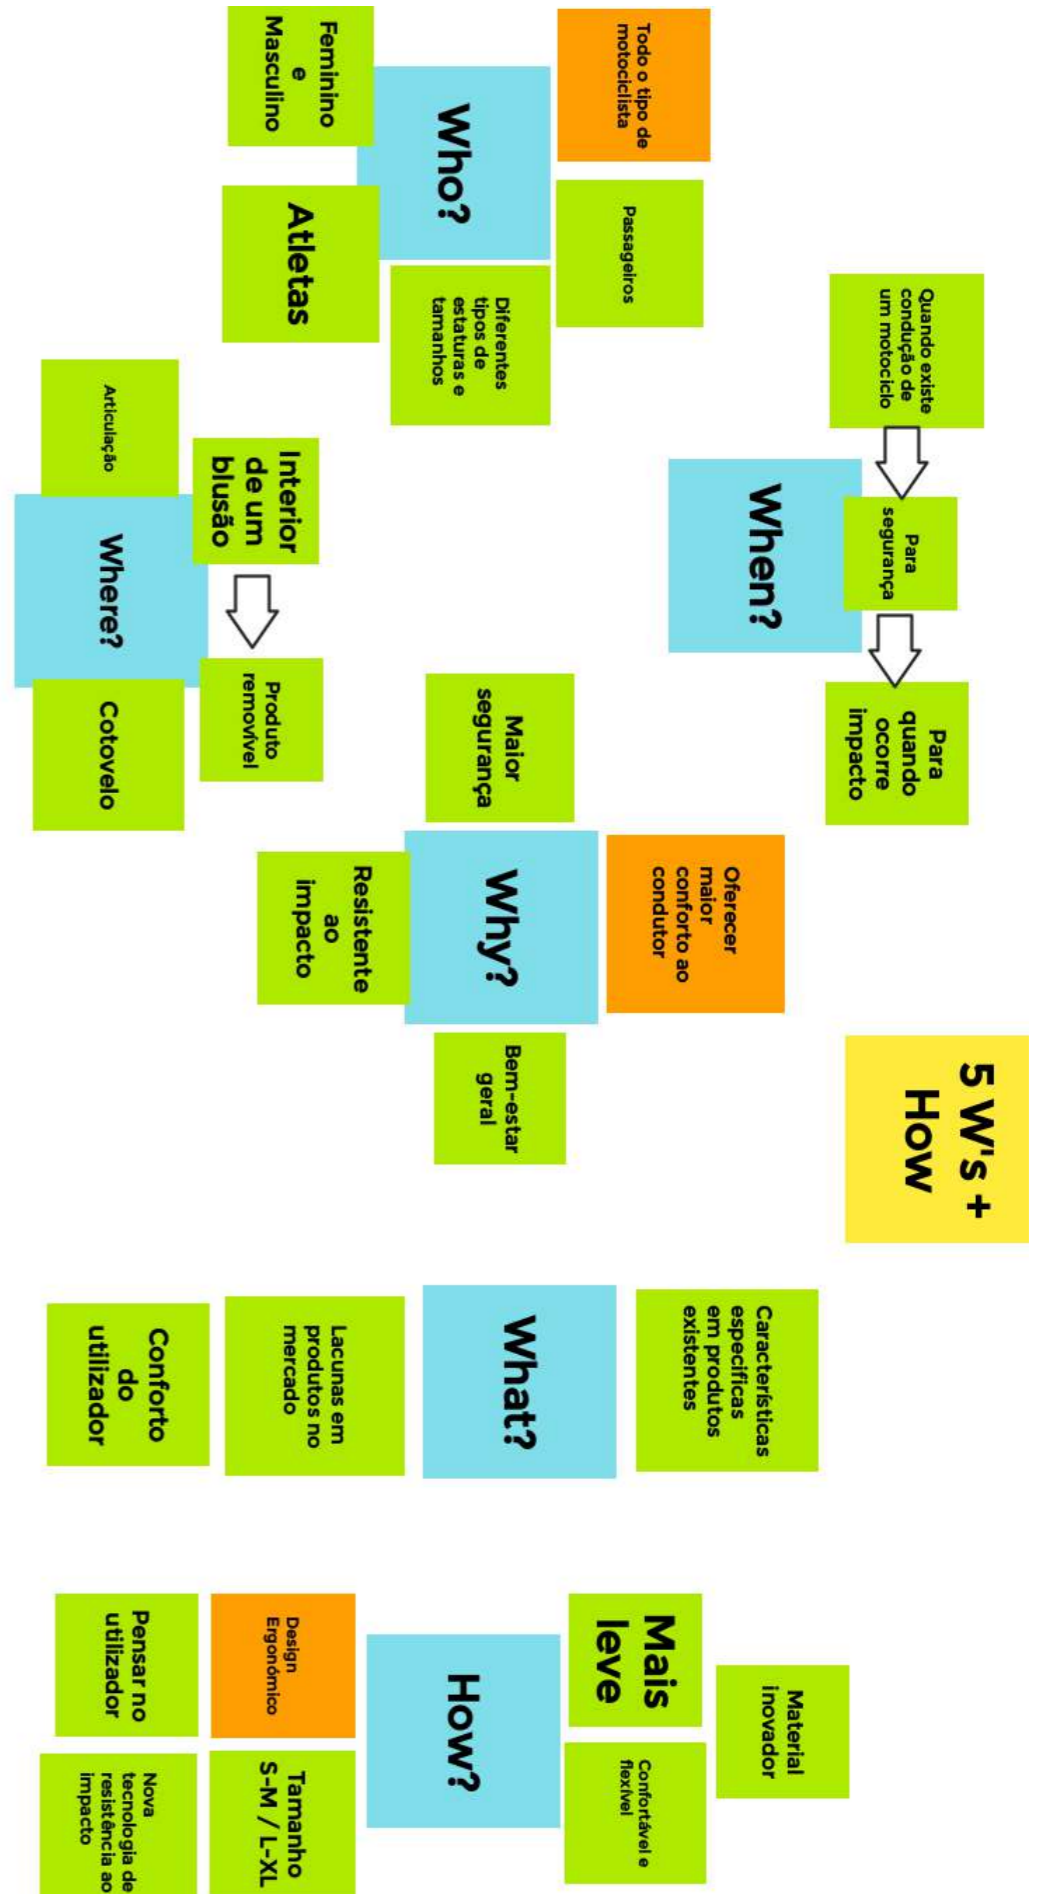 5 W's +
How
Todo o tipo de
motociclista
Passageiros
Who?
Feminino
e
Masculino
Atletas
Diferentes
tipos de
estaturas e
tamanhos
Quando existe
condução de
um motociclo
Para
segurança
Para
quando
ocorre
impacto
When?
Articulação
Interior
de um
blusão
Produto
removível
Where?
Cotovelo
Maior
segurança
Oferecer
maior
conforto ao
condutor
Why?
Resistente
ao
impacto
Bem-estar
geral
Características
especificas
em produtos
existentes
What?
Lacunas em
produtos no
mercado
Conforto
do
utilizador
Material
inovador
Mais
leve
Confortável e
flexível
How?
Design
Ergonómico
Tamanho
S-M / L-XL
Pensar no
utilizador
Nova
tecnologia de
resistência ao
impacto